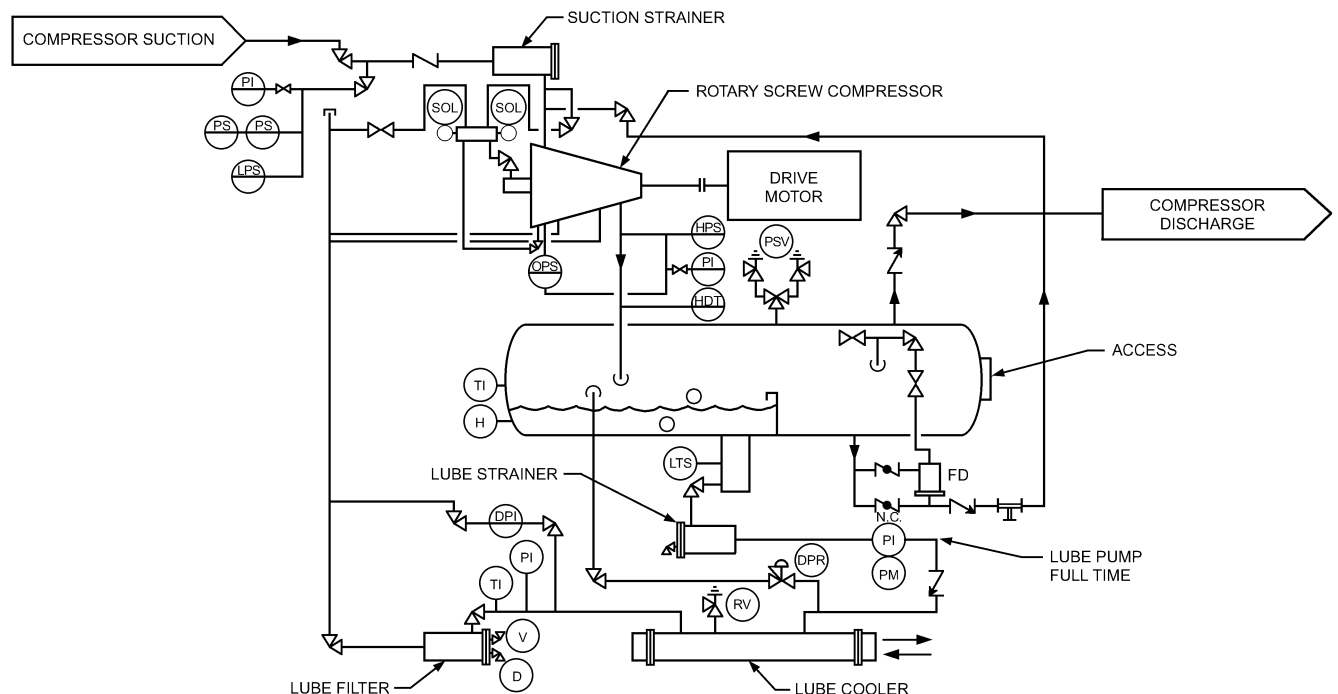 SUCTION STRAINER
COMPRESSOR SUCTION
PI
ROTARY SCREW COMPRESSOR
SOL
SOL
PS
PS
LPS
DRIVE
MOTOR
COMPRESSOR
DISCHARGE
HPS
PSV
OPS
PI
HDT
ACCESS
TI
H
LTS
LUBE STRAINER
FD
N.C.
DPI
PI
LUBE PUMP
FULL TIME
PI
DPR
PM
TI
RV
V
D
LUBE FILTER
LUBE COOLER